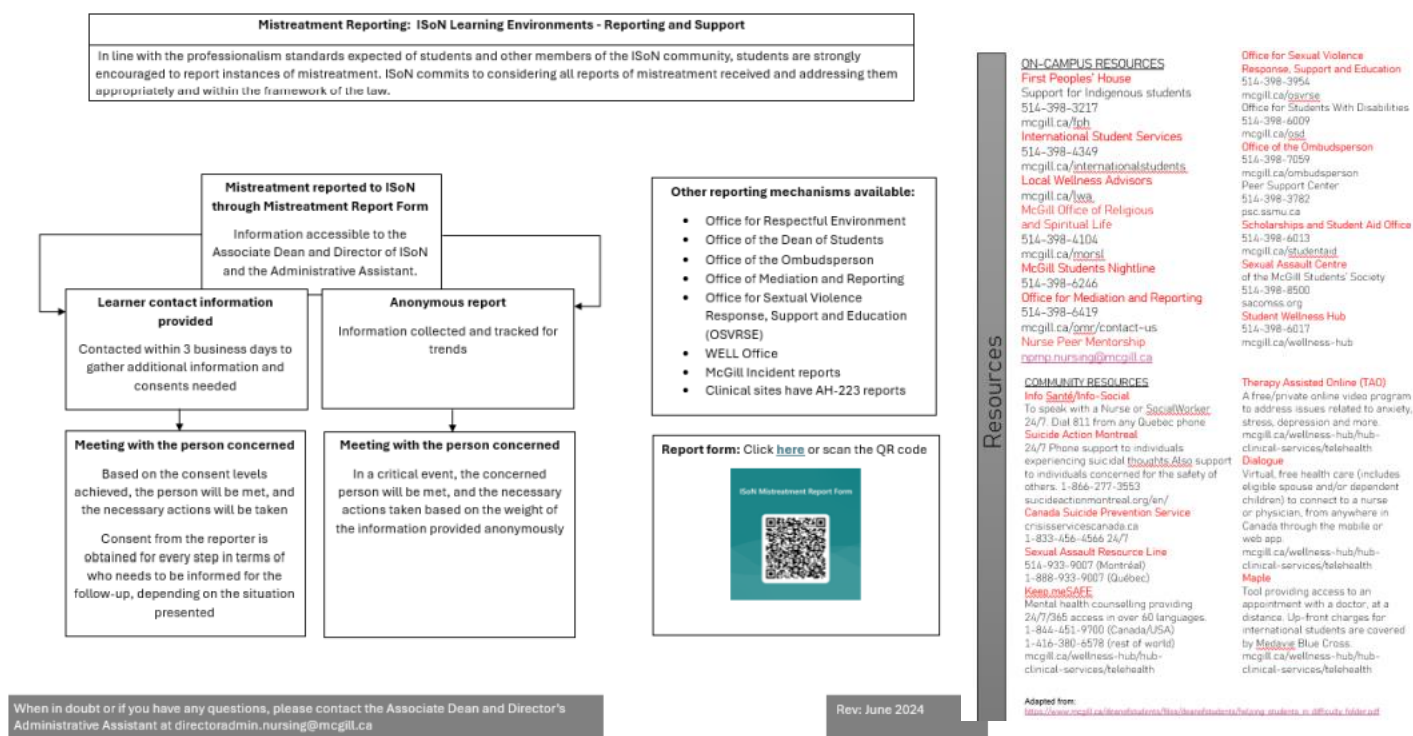 Mistreatment Reporting: ISoN Learning Environments - Reporting and Support
In line with the professionalism standards expected of students and other members of the ISoN community, students are strongly
encouraged to report instances of mistreatment. ISoN commits to considering all reports of mistreatment received and addressing them
appropriately and within the framework of the law.
Mistreatment reported to ISoN
through Mistreatment Report Form
Information accessible to the
Associate Dean and Director of ISoN
and the Administrative Assistant.
Learner contact information
provided
Contacted within 3 business days to
gather additional information and
consents needed
Anonymous report
Information collected and tracked for
trends
Meeting with the person concerned
Based on the consent levels
achieved, the person will be met, and
the necessary actions will be taken
Consent from the reporter is
obtained for every step in terms of
who needs to be informed for the
follow-up, depending on the situation
presented
Meeting with the person concerned
In a critical event, the concerned
person will be met, and the necessary
actions taken based on the weight of
the information provided anonymously
Other reporting mechanisms available:
• Office for Respectful Environment
• Office of the Dean of Students
• Office of the Ombudsperson
• Office of Mediation and Reporting
• Office for Sextual Violence
Response, Support and Education
(OSVRSE)
• WELL Office
• McGill Incident reports
• Clinical sites have AH-223 reports
Report form: Click here or scan the QR code
ISoN Mistreatment Report Form
When in doubt or if you have any questions, please contact the Associate Dean and Director's
Administrative Assistant at directoradmin.nursing@mcgill.ca
Rev: June 2024
Resources
ON-CAMPUS RESOURCES
First Peoples' House
Support for Indigenous students
514-398-3217
mcgill.ca/fph
International Student Services
514-398-4349
mcgill.ca/internationalstudents
Local Wellness Advisors
mcgill.ca/lwa
McGill Office of Religious
and Spiritual Life
514-398-4104
mcgill.ca/morsl
McGill Students Nightline
514-398-6246
Office for Mediation and Reporting
514-398-6419
mcgill.ca/omr/contact-us
Nurse Peer Mentorship
npmp.nursing@mcgill.ca
Office for Sexual Violence
Response, Support and Education
514-398-3954
mcgill.ca/osvrse
Office for Students With Disabilities
514-398-6009
mcgill.ca/osd
Office of the Ombudsperson
514-398-7059
mcgill.ca/ombudsperson
Peer Support Center
514-398-3782
psc.ssmu.ca
Scholarships and Student Aid Office
514-398-6013
mcgill.ca/studentaid
Sexual Assault Centre
of the McGill Students' Society
514-398-8500
sacomss.org
Student Wellness Hub
514-398-6017
mcgill.ca/wellness-hub
COMMUNITY RESOURCES
Info Santé/Info-Social
To speak with a Nurse or SocialWorker
24/7. Dial 811 from any Quebec phone
Suicide Action Montreal
24/7 Phone support to individuals
experiencing suicidal thoughts.Also support
to individuals concerned for the safety of
others. 1-866-277-3553
suicideactionmontreal.org/en/
Canada Suicide Prevention Service
crisisservicescanada.ca
1-833-456-4566 24/7
Sexual Assault Resource Line
514-933-9007 (Montréal)
1-888-933-9007 (Québec)
Keep.meSAFE
Mental health counselling providing
24/7/365 access in over 60 languages.
1-844-451-9700 (Canada/USA)
1-416-380-6578 (rest of world)
mcgill.ca/wellness-hub/hub-
clinical-services/telehealth
Therapy Assisted Online (TAO)
A free/private online video program
to address issues related to anxiety,
stress, depression and more.
mcgill.ca/wellness-hub/hub-
clinical-services/telehealth
Dialogue
Virtual, free health care (includes
eligible spouse and/or dependent
children) to connect to a nurse
or physician, from anywhere in
Canada through the mobile or
web app.
mcgill.ca/wellness-hub/hub-
clinical-services/telehealth
Maple
Tool providing access to an
appointment with a doctor, at a
distance. Up-front charges for
international students are covered
by Medavie Blue Cross.
mcgill.ca/wellness-hub/hub-
clinical-services/telehealth
Adapted from:
https://www.mcgill.ca/deanofstudents/files/deanofstudents/helping_students_in_difficulty_folder.pdf